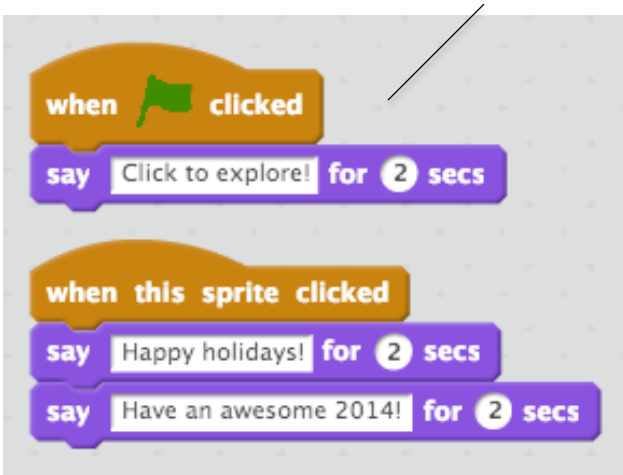 when clicked
say Click to explore! for 2 secs
when this sprite clicked
say Happy holidays! for 2 secs
say Have an awesome 2014! for 2 secs